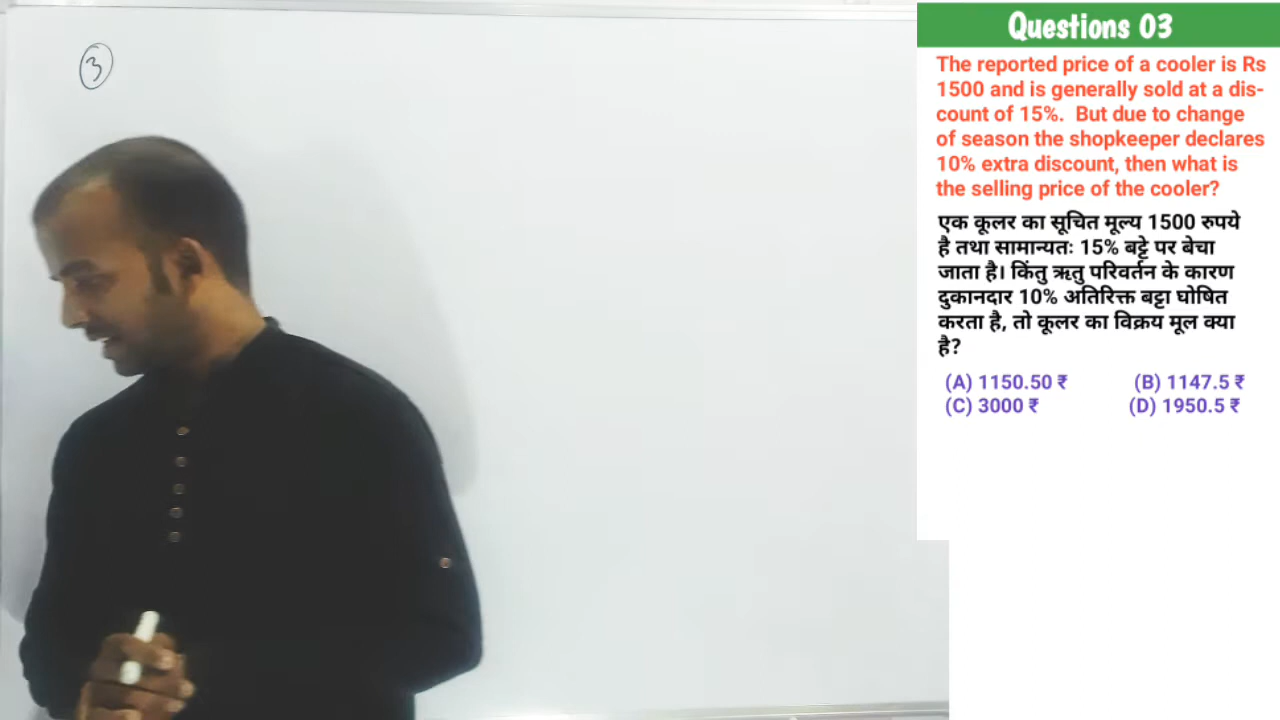 3
Questions 03
The reported price of a cooler is Rs
1500 and is generally sold at a dis-
count of 15%. But due to change
of season the shopkeeper declares
10% extra discount, then what is
the selling price of the cooler?
एक कूलर का सूचित मूल्य 1500 रुपये
है तथा सामान्यतः 15% बट्टे पर बेचा
जाता है। किंतु ऋतु परिवर्तन के कारण
दुकानदार 10% अतिरिक्त बट्टा घोषित
करता है, तो कूलर का विक्रय मूल क्या
है?
(A) 1150.50 ₹ (B) 1147.5 ₹
(C) 3000 ₹ (D) 1950.5 ₹